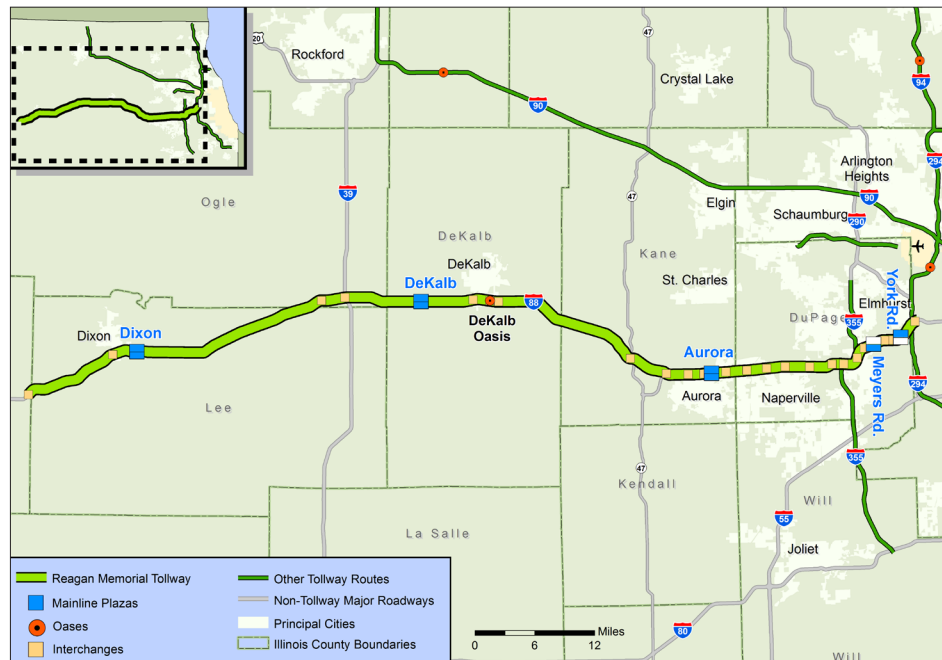 20
Rockford
47
Crystal Lake
94
90
Arlington
Heights
294
39
47
Elgin
90
Schaumburg
290
Ogle
DeKalb
Kane
DeKalb
DeKalb
St. Charles
York Rd.
Elmhurst
88
DuPage
355
Dixon
Dixon
DeKalb
Oasis
Aurora
Meyers Rd.
Lee
Aurora
Naperville
294
355
47
Kendall
Will
55
La Salle
Joliet
Reagan Memorial Tollway
Other Tollway Routes
Mainline Plazas
Non-Tollway Major Roadways
Oases
Principal Cities
Interchanges
Illinois County Boundaries
Miles
0 6 12
80
Will